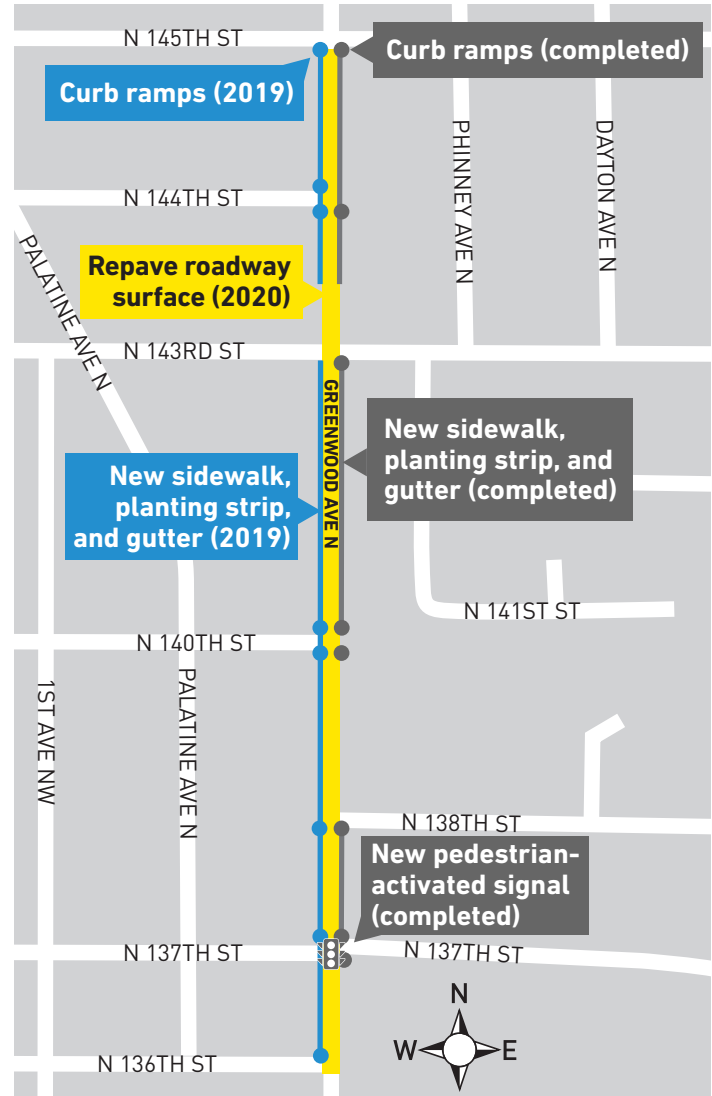 N 145TH ST
Curb ramps (completed)
Curb ramps (2019)
PHINNEY AVE N
DAYTON AVE N
N 144TH ST
PALATINE AVE N
Repave roadway
surface (2020)
N 143RD ST
GREENWOOD AVE N
New sidewalk,
planting strip, and
gutter (completed)
New sidewalk,
planting strip,
and gutter (2019)
N 141ST ST
N 140TH ST
1ST AVE NW
PALATINE AVE N
N 138TH ST
New pedestrian-
activated signal
(completed)
N 137TH ST
N 137TH ST
N
W
E
S
N 136TH ST